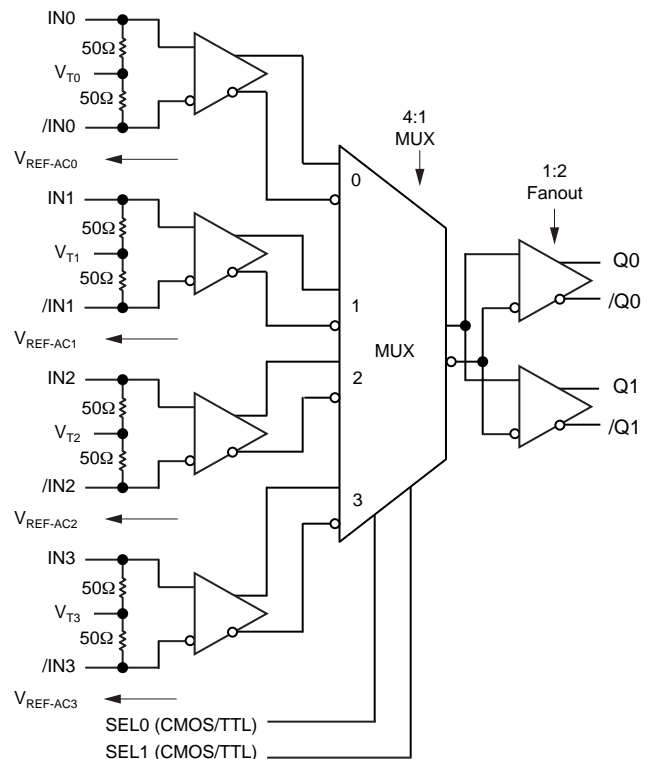 IN0
50Ω
VT0
50Ω
/IN0
VREF-AC0
IN1
50Ω
VT1
50Ω
/IN1
VREF-AC1
IN2
50Ω
VT2
50Ω
/IN2
VREF-AC2
IN3
50Ω
VT3
50Ω
/IN3
VREF-AC3
SEL0 (CMOS/TTL)
SEL1 (CMOS/TTL)
4:1
MUX
0
1
2
3
MUX
1:2
Fanout
Q0
/Q0
Q1
/Q1